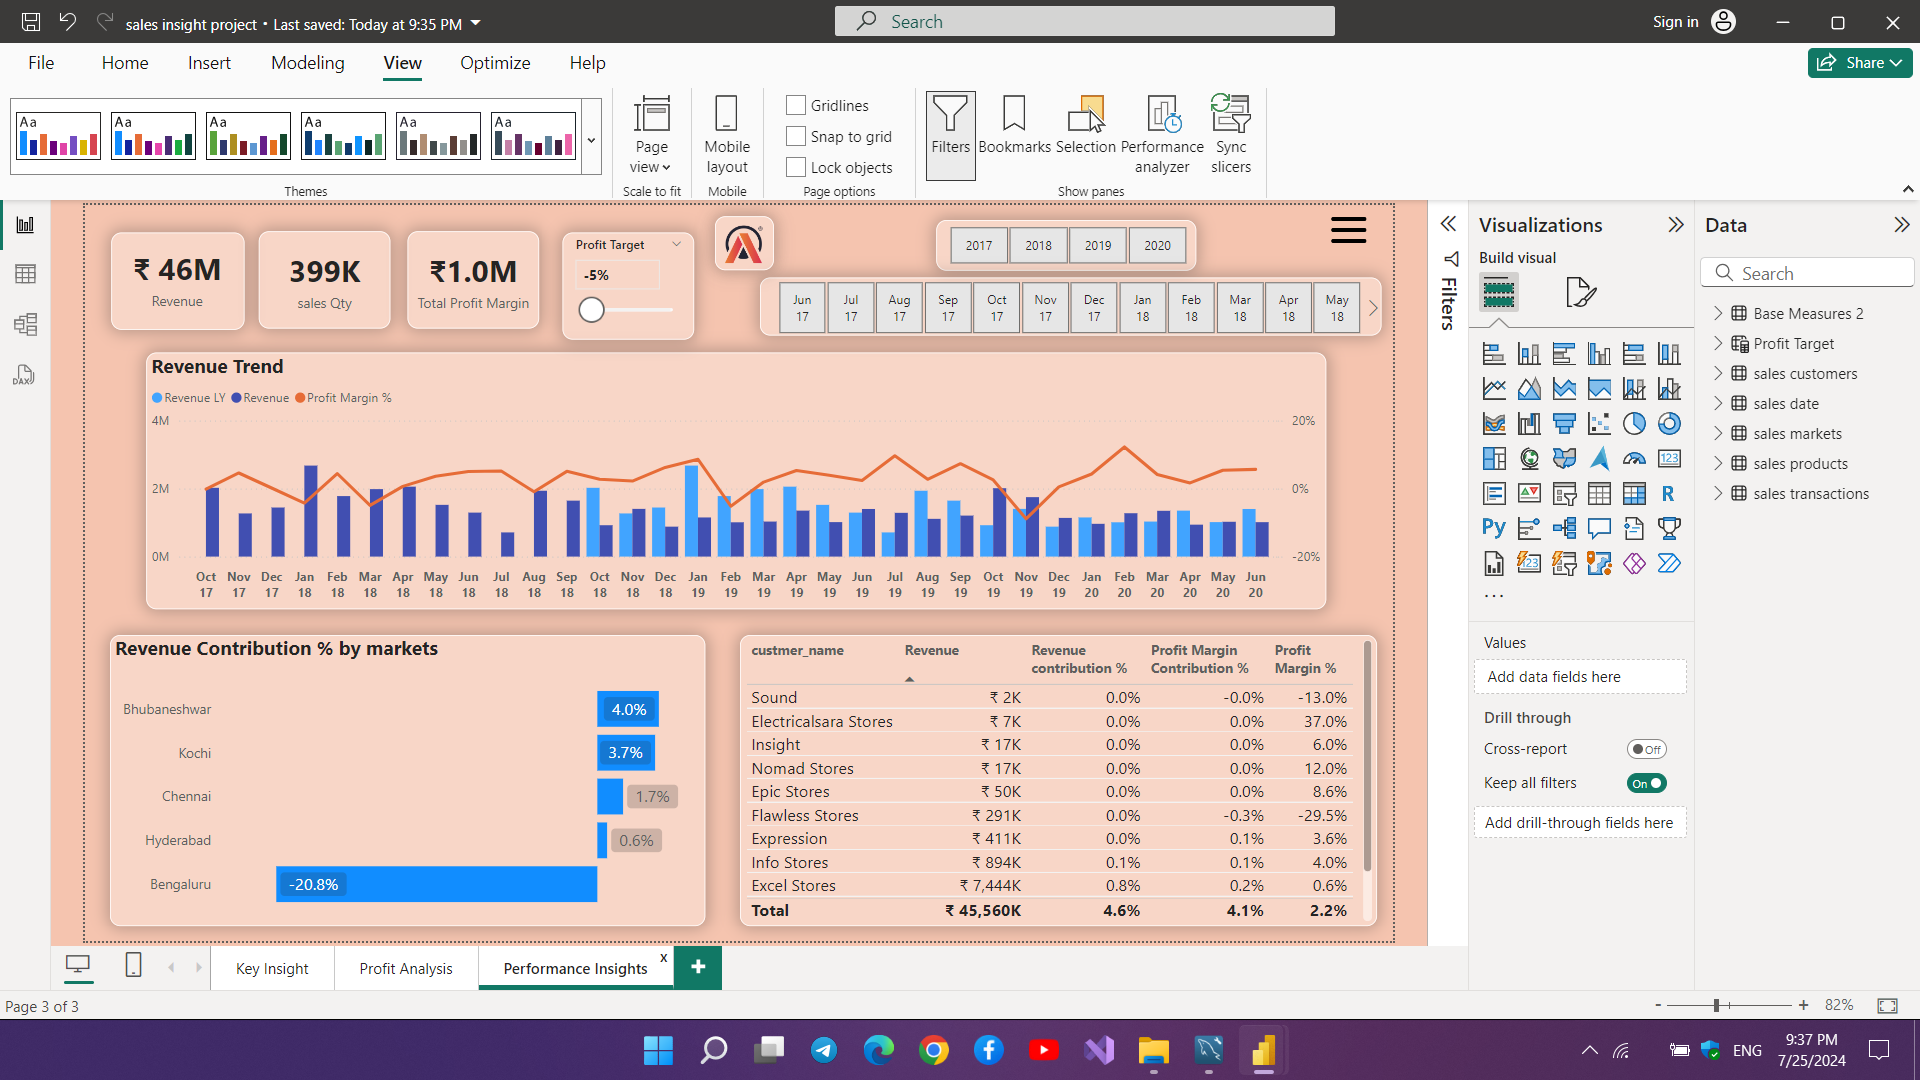 sales insight project • Last saved: Today at 9:35 PM
Search
Sign in
File
Home
Insert
Modeling
View
Optimize
Help
Share
Aa
Aa
Aa
Aa
Aa
Aa
Themes
Page
view
Scale to fit
Mobile
layout
Mobile
Gridlines
Snap to grid
Lock objects
Page options
Filters
Bookmarks
Selection
Performance
analyzer
Sync
slicers
Show panes
₹ 46M
Revenue
399K
sales Qty
₹1.0M
Total Profit Margin
Profit Target
-5%
2017
2018
2019
2020
Jun 17
Jul 17
Aug 17
Sep 17
Oct 17
Nov 17
Dec 17
Jan 18
Feb 18
Mar 18
Apr 18
May 18
Revenue Trend
Revenue LY
Revenue
Profit Margin %
4M
2M
0M
20%
0%
-20%
Oct 17
Nov 17
Dec 17
Jan 18
Feb 18
Mar 18
Apr 18
May 18
Jun 18
Jul 18
Aug 18
Sep 18
Oct 18
Nov 18
Dec 18
Jan 19
Feb 19
Mar 19
Apr 19
May 19
Jun 19
Jul 19
Aug 19
Sep 19
Oct 19
Nov 19
Dec 19
Jan 20
Feb 20
Mar 20
Apr 20
May 20
Jun 20
Revenue Contribution % by markets
Bhubaneshwar 4.0%
Kochi 3.7%
Chennai 1.7%
Hyderabad 0.6%
Bengaluru -20.8%
custmer_name Revenue Revenue contribution % Profit Margin Contribution % Profit Margin %
Sound ₹ 2K 0.0% -0.0% -13.0%
Electricalsara Stores ₹ 7K 0.0% 0.0% 37.0%
Insight ₹ 17K 0.0% 0.0% 6.0%
Nomad Stores ₹ 17K 0.0% 0.0% 12.0%
Epic Stores ₹ 50K 0.0% 0.0% 8.6%
Flawless Stores ₹ 291K 0.0% -0.3% -29.5%
Expression ₹ 411K 0.0% 0.1% 3.6%
Info Stores ₹ 894K 0.1% 0.1% 4.0%
Excel Stores ₹ 7,444K 0.8% 0.2% 0.6%
Total ₹ 45,560K 4.6% 4.1% 2.2%
Filters
Visualizations
Build visual
123
R
Py
123
...
Values
Add data fields here
Drill through
Cross-report
Off
Keep all filters
On
Add drill-through fields here
Data
Search
Base Measures 2
Profit Target
sales customers
sales date
sales markets
sales products
sales transactions
DAX
Key Insight
Profit Analysis
Performance Insights
x
+
Page 3 of 3
- + 82%
ENG
9:37 PM
7/25/2024